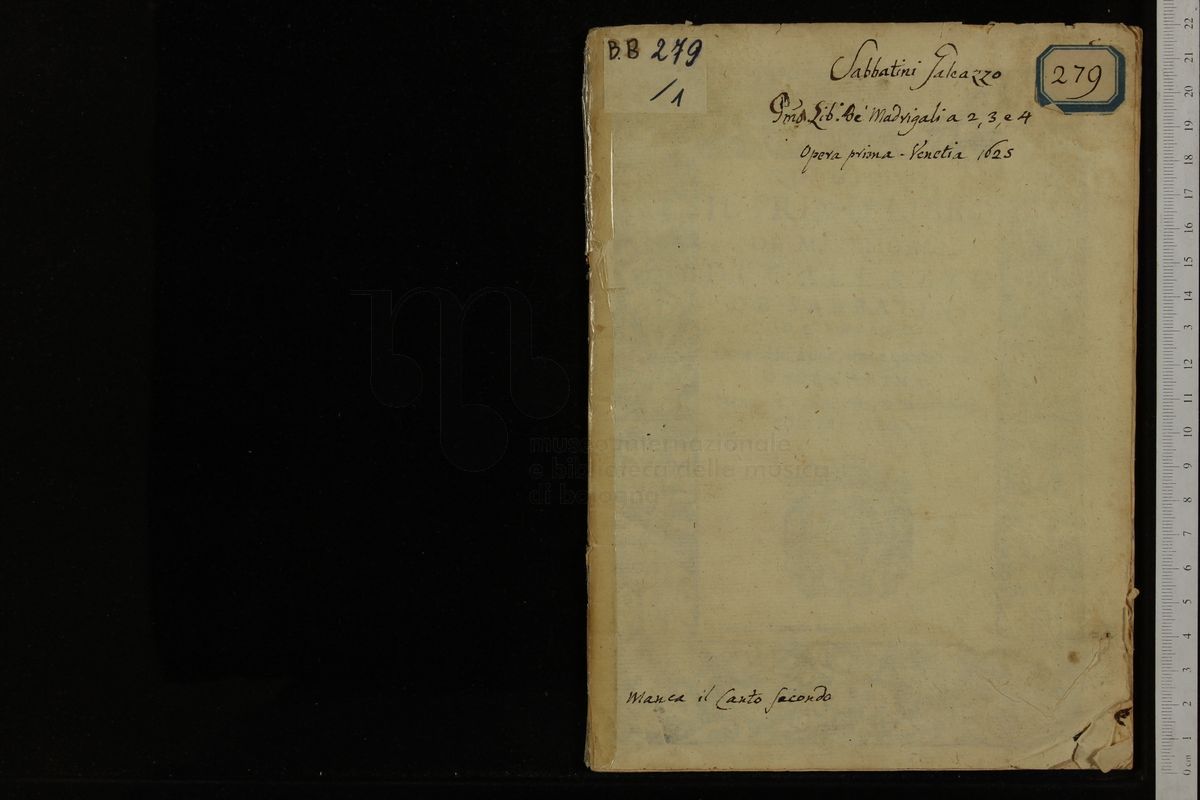 B.B 279
/1
Sabbatini Galeazzo
279
Pmo. Lib.º De' Madrigali a 2, 3, e 4
Opera prima - Venetia 1625
museo internazionale
e biblioteca della musica
di bologna
Manca il Canto Secondo